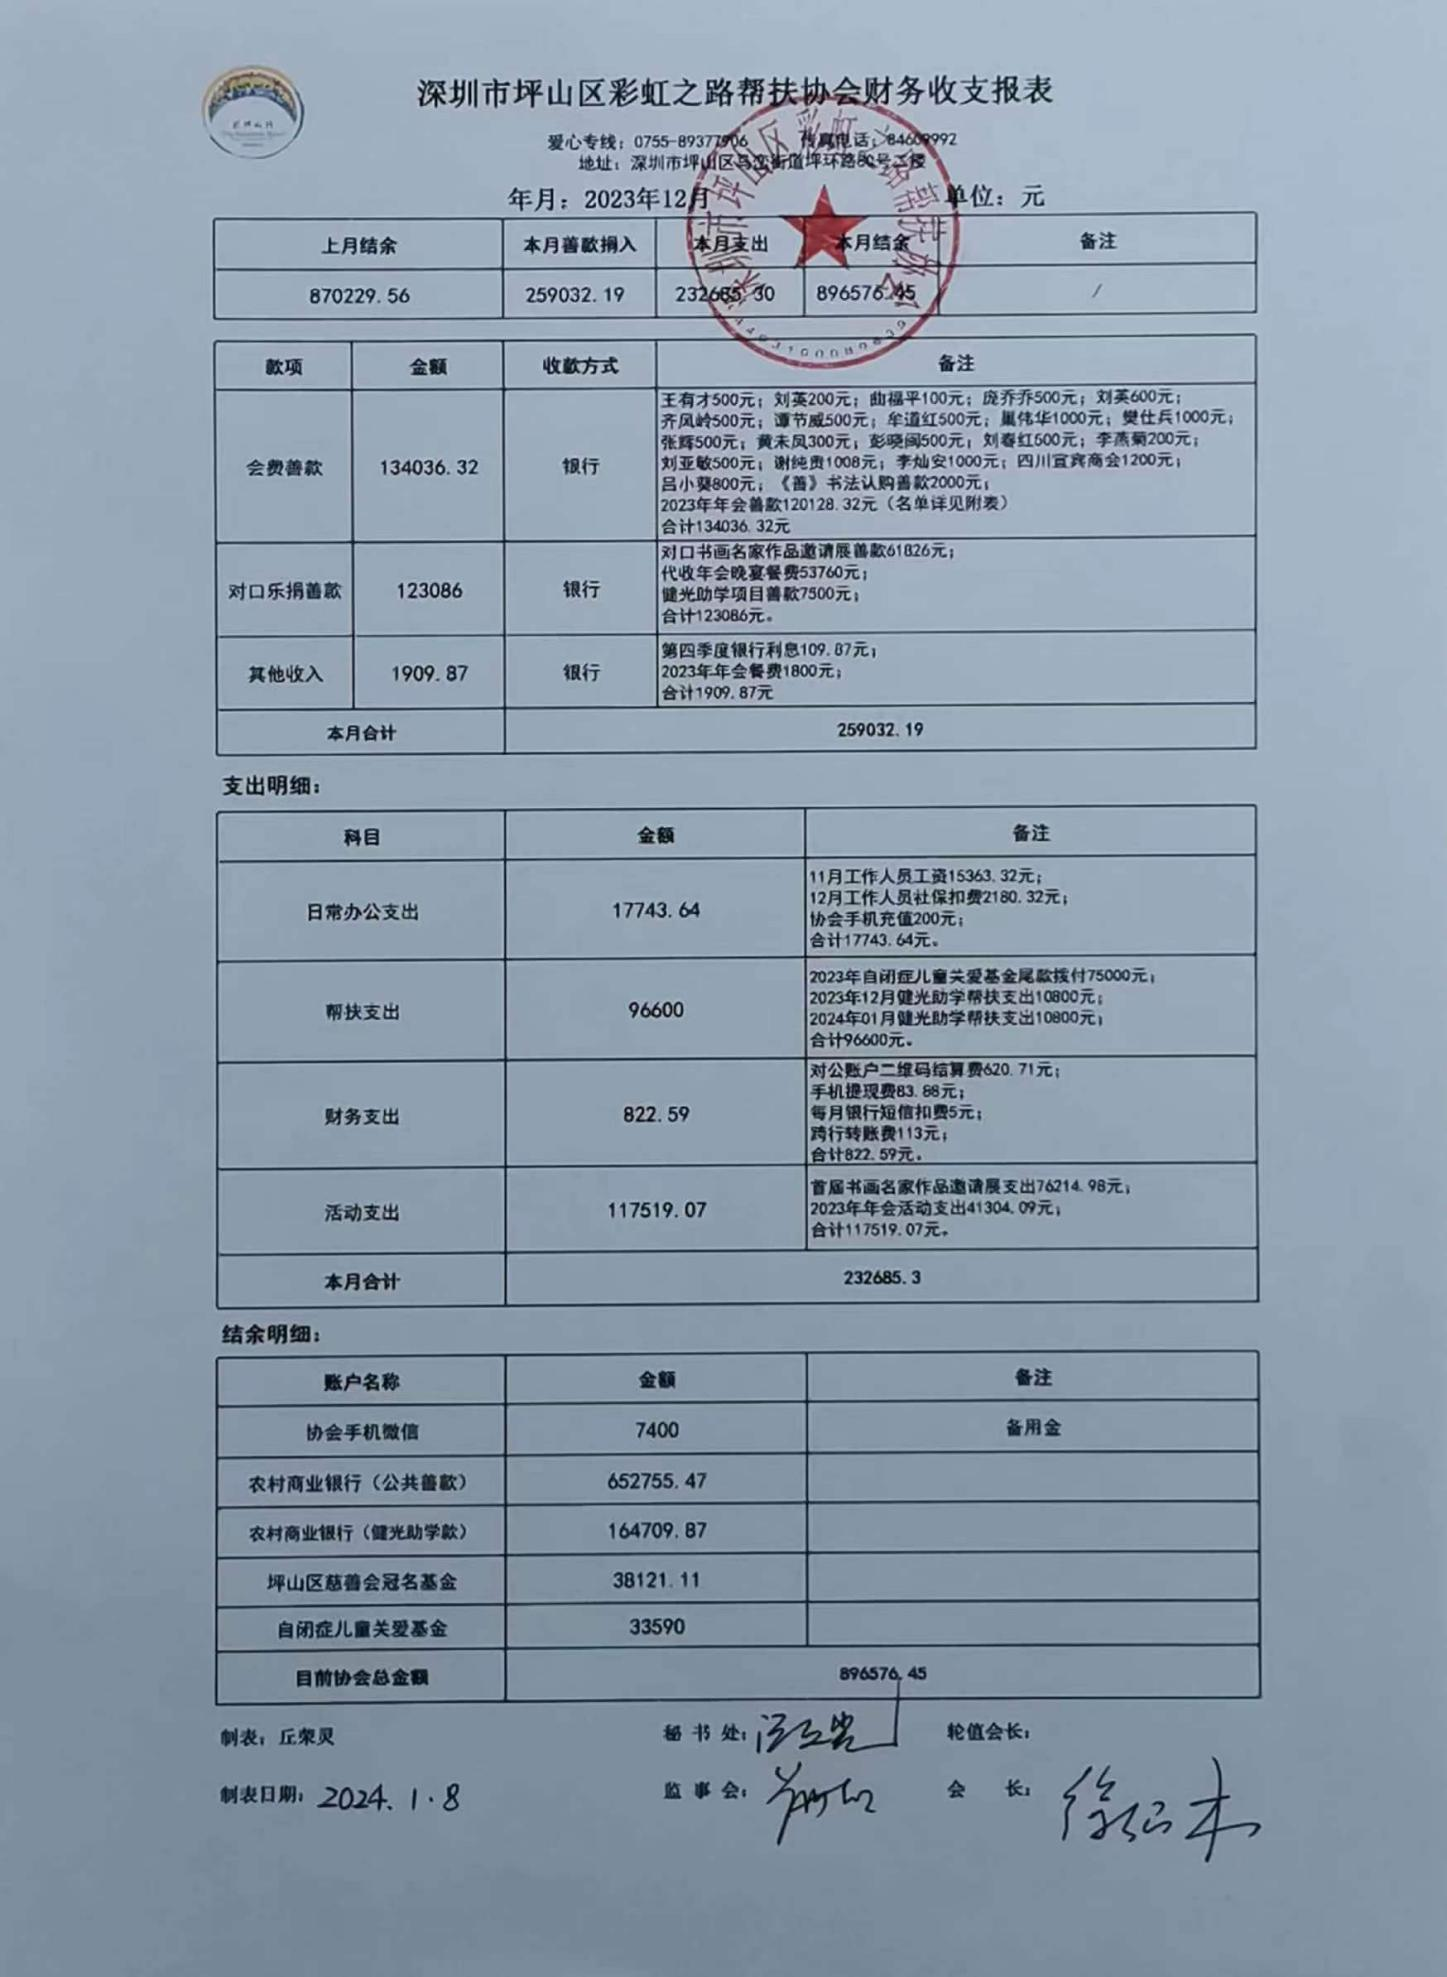 深圳市坪山区彩虹之路帮扶协会财务收支报表
爱心专线：0755-89377906 传真电话：84609992
地址：深圳市坪山区马峦街道坪环路80号二楼
年月：2023年12月 单位：元
上月结余 本月善款捐入 本月支出 本月结余 备注
870229.56 259032.19 232685.30 896576.45 /
款项 金额 收款方式 备注
会费善款 134036.32 银行
王有才500元；刘英200元；曲福平100元；庞乔乔500元；刘英600元；
齐凤岭500元；谭节威500元；牟道红500元；巢伟华1000元；樊仕兵1000元；
张辉500元；黄未凤300元；彭晓闽500元；刘春红500元；李燕菊200元；
刘亚敏500元；谢纯贵1008元；李灿安1000元；四川宜宾商会1200元；
吕小葵800元；《善》书法认购善款2000元；
2023年年会善款120128.32元（名单详见附表）
合计134036.32元
对口乐捐善款 123086 银行
对口书画名家作品邀请展善款61826元；
代收年会晚宴餐费53760元；
健光助学项目善款7500元；
合计123086元。
其他收入 1909.87 银行
第四季度银行利息109.87元；
2023年年会餐费1800元；
合计1909.87元
本月合计 259032.19
支出明细：
科目 金额 备注
日常办公支出 17743.64
11月工作人员工资15363.32元；
12月工作人员社保扣费2180.32元；
协会手机充值200元；
合计17743.64元。
帮扶支出 96600
2023年自闭症儿童关爱基金尾款拨付75000元；
2023年12月健光助学帮扶支出10800元；
2024年01月健光助学帮扶支出10800元；
合计96600元。
财务支出 822.59
对公账户二维码结算费620.71元；
手机提现费83.88元；
每月银行短信扣费5元；
跨行转账费113元；
合计822.59元。
活动支出 117519.07
首届书画名家作品邀请展支出76214.98元；
2023年年会活动支出41304.09元；
合计117519.07元。
本月合计 232685.3
结余明细：
账户名称 金额 备注
协会手机微信 7400 备用金
农村商业银行（公共善款） 652755.47
农村商业银行（健光助学款） 164709.87
坪山区慈善会冠名基金 38121.11
自闭症儿童关爱基金 33590
目前协会总金额 896576.45
制表：丘荣灵 秘 书 处： 轮值会长：
制表日期：2024.1.8 监 事 会： 会 长：